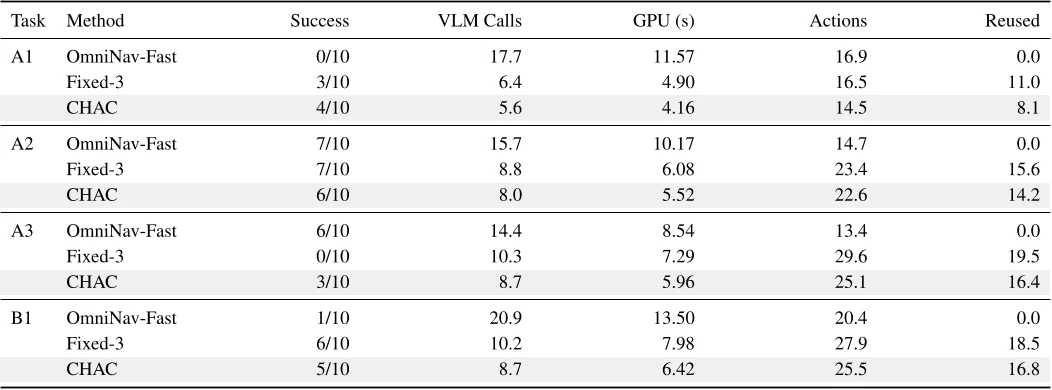 Task Method Success VLM Calls GPU (s) Actions Reused
A1 OmniNav-Fast 0/10 17.7 11.57 16.9 0.0
Fixed-3 3/10 6.4 4.90 16.5 11.0
CHAC 4/10 5.6 4.16 14.5 8.1
A2 OmniNav-Fast 7/10 15.7 10.17 14.7 0.0
Fixed-3 7/10 8.8 6.08 23.4 15.6
CHAC 6/10 8.0 5.52 22.6 14.2
A3 OmniNav-Fast 6/10 14.4 8.54 13.4 0.0
Fixed-3 0/10 10.3 7.29 29.6 19.5
CHAC 3/10 8.7 5.96 25.1 16.4
B1 OmniNav-Fast 1/10 20.9 13.50 20.4 0.0
Fixed-3 6/10 10.2 7.98 27.9 18.5
CHAC 5/10 8.7 6.42 25.5 16.8